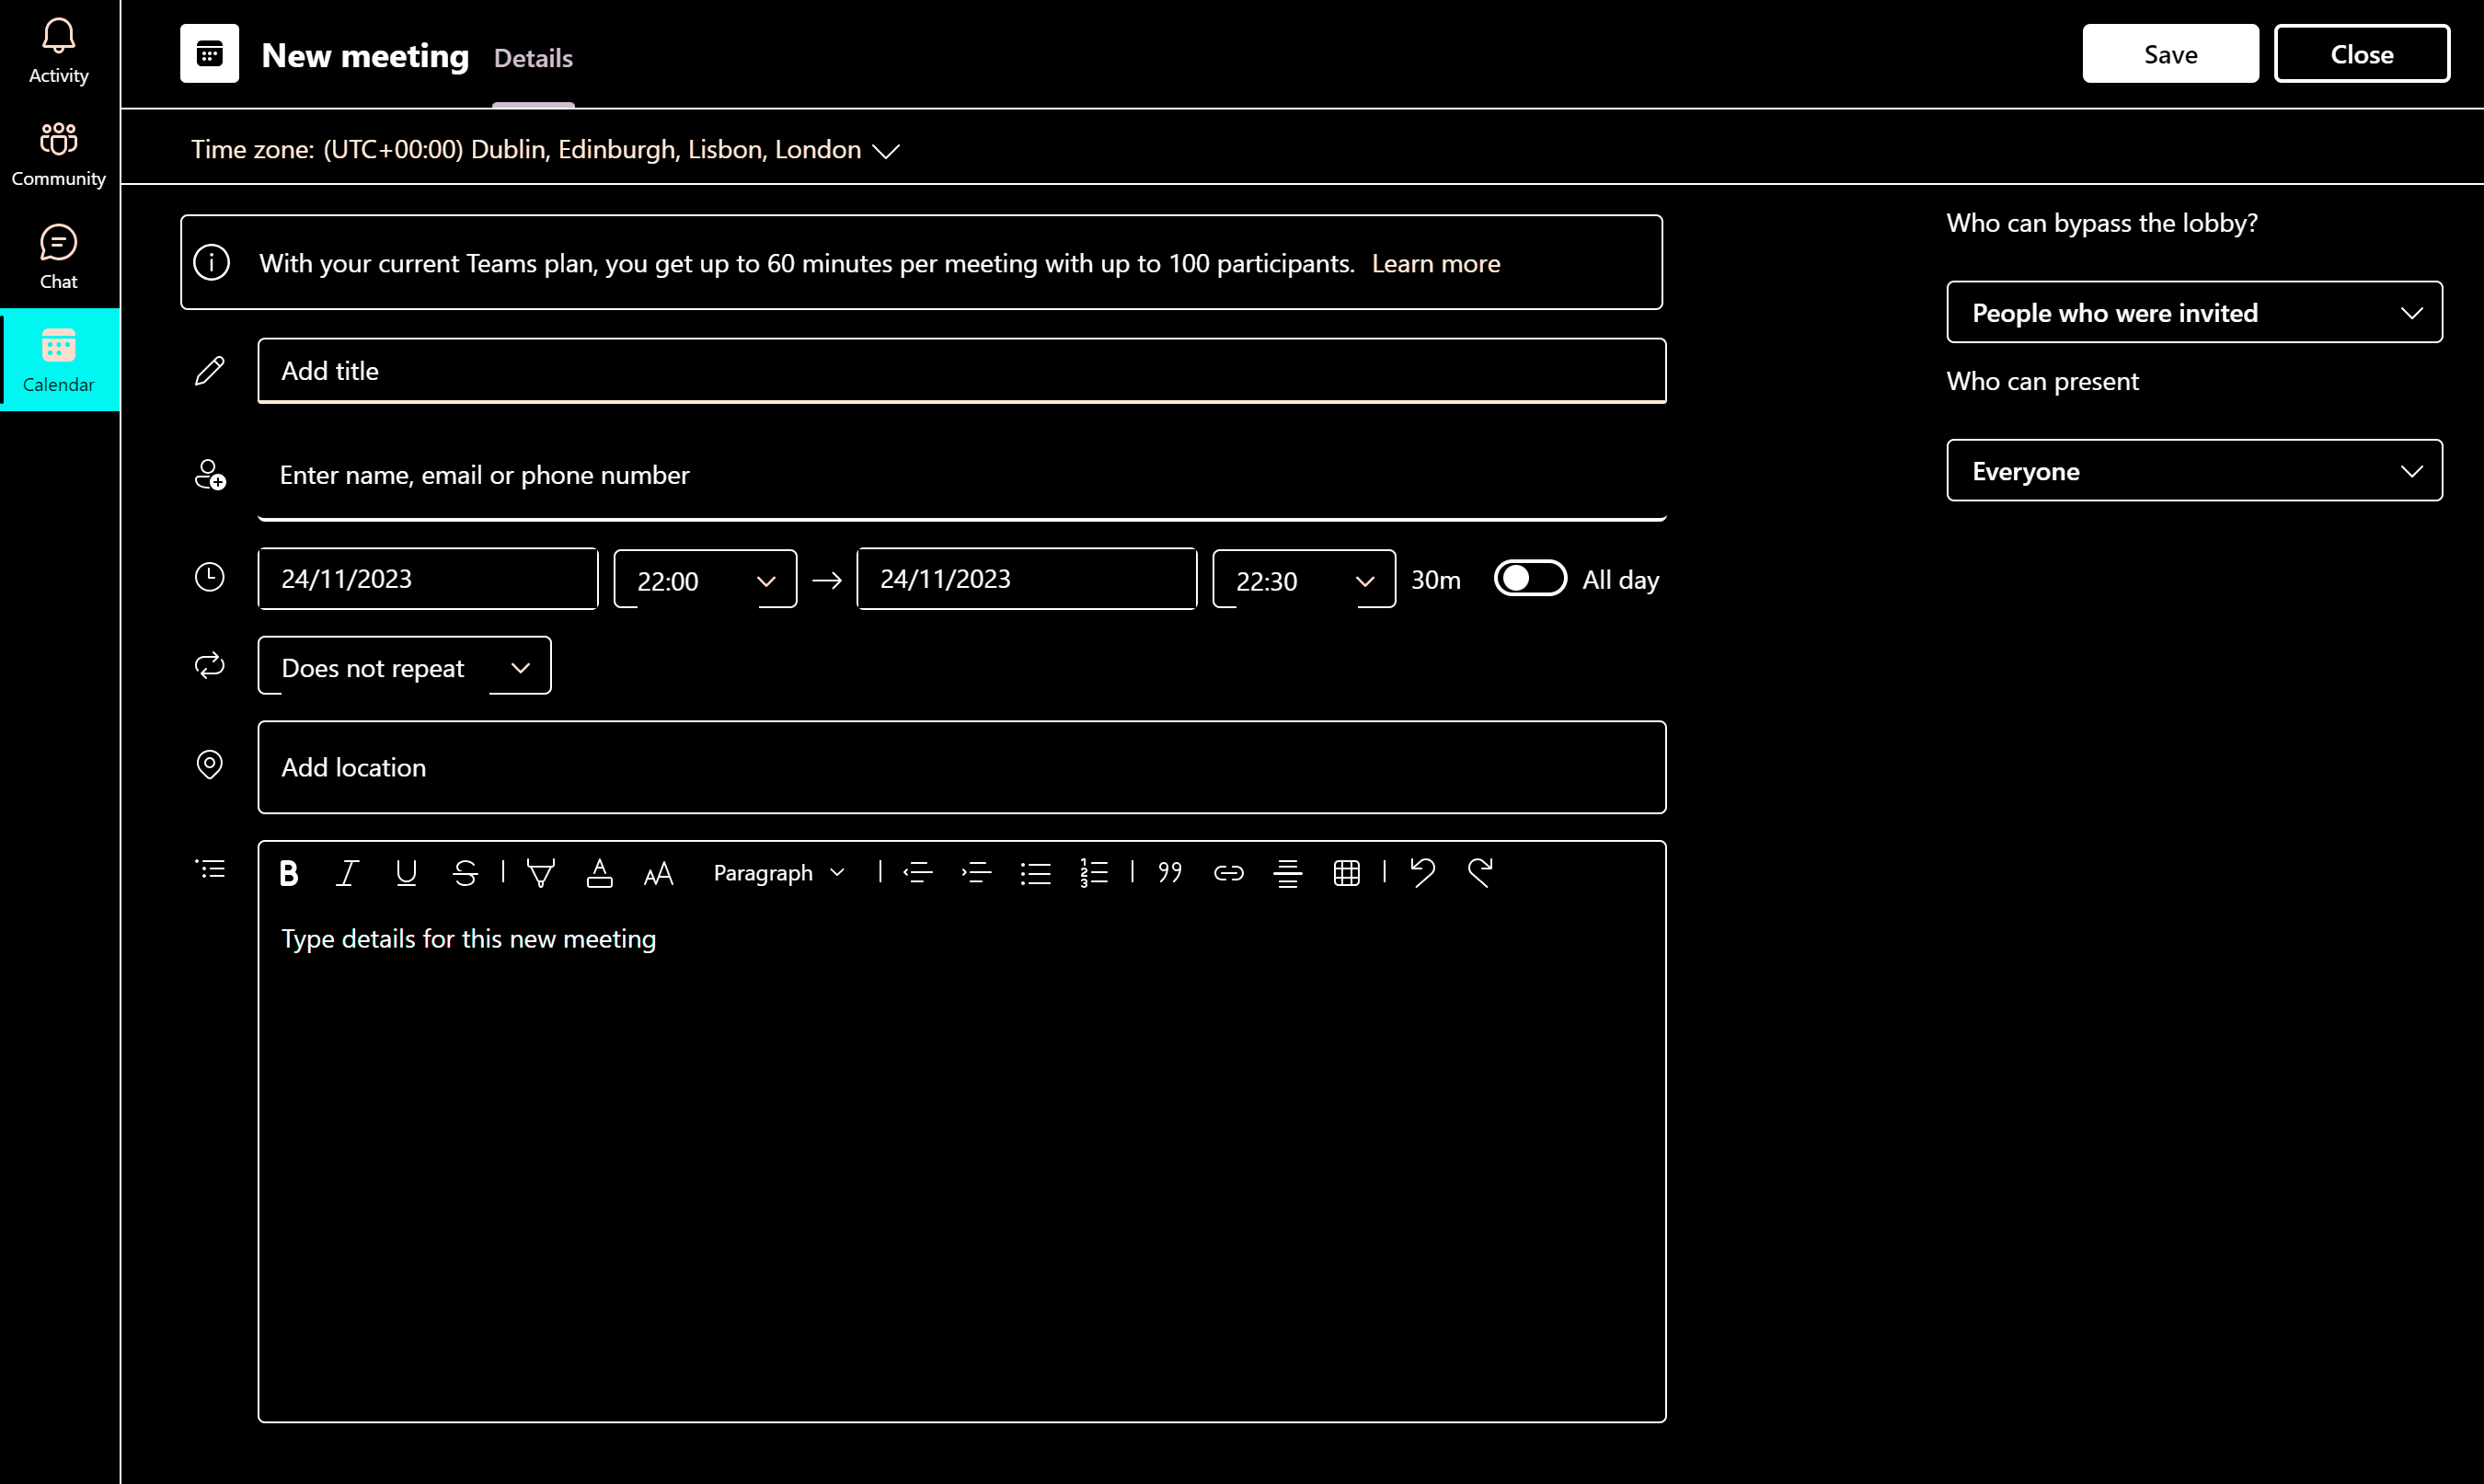 Activity
Community
Chat
Calendar
New meeting
Details
Save
Close
Time zone: (UTC+00:00) Dublin, Edinburgh, Lisbon, London
With your current Teams plan, you get up to 60 minutes per meeting with up to 100 participants. Learn more
Add title
Enter name, email or phone number
24/11/2023
22:00
24/11/2023
22:30
30m
All day
Does not repeat
Add location
Paragraph
Type details for this new meeting
Who can bypass the lobby?
People who were invited
Who can present
Everyone